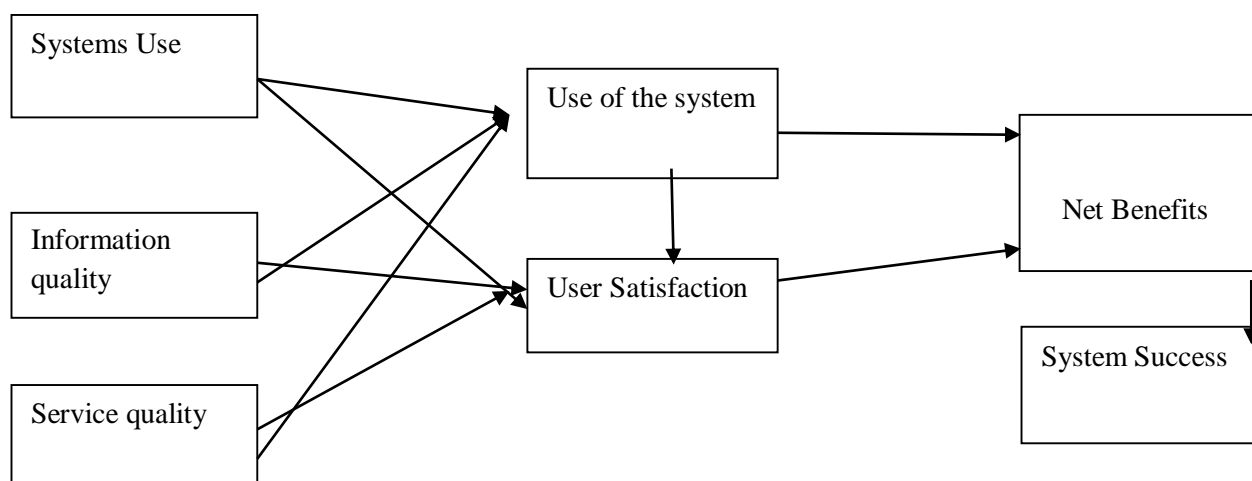 Systems Use
Use of the system
Net Benefits
Information
quality
User Satisfaction
System Success
Service quality